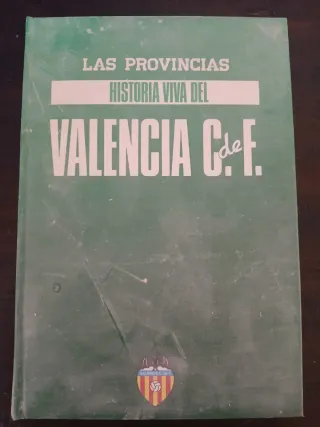 LAS PROVINCIAS
HISTORIA VIVA DEL
VALENCIA C. de F.